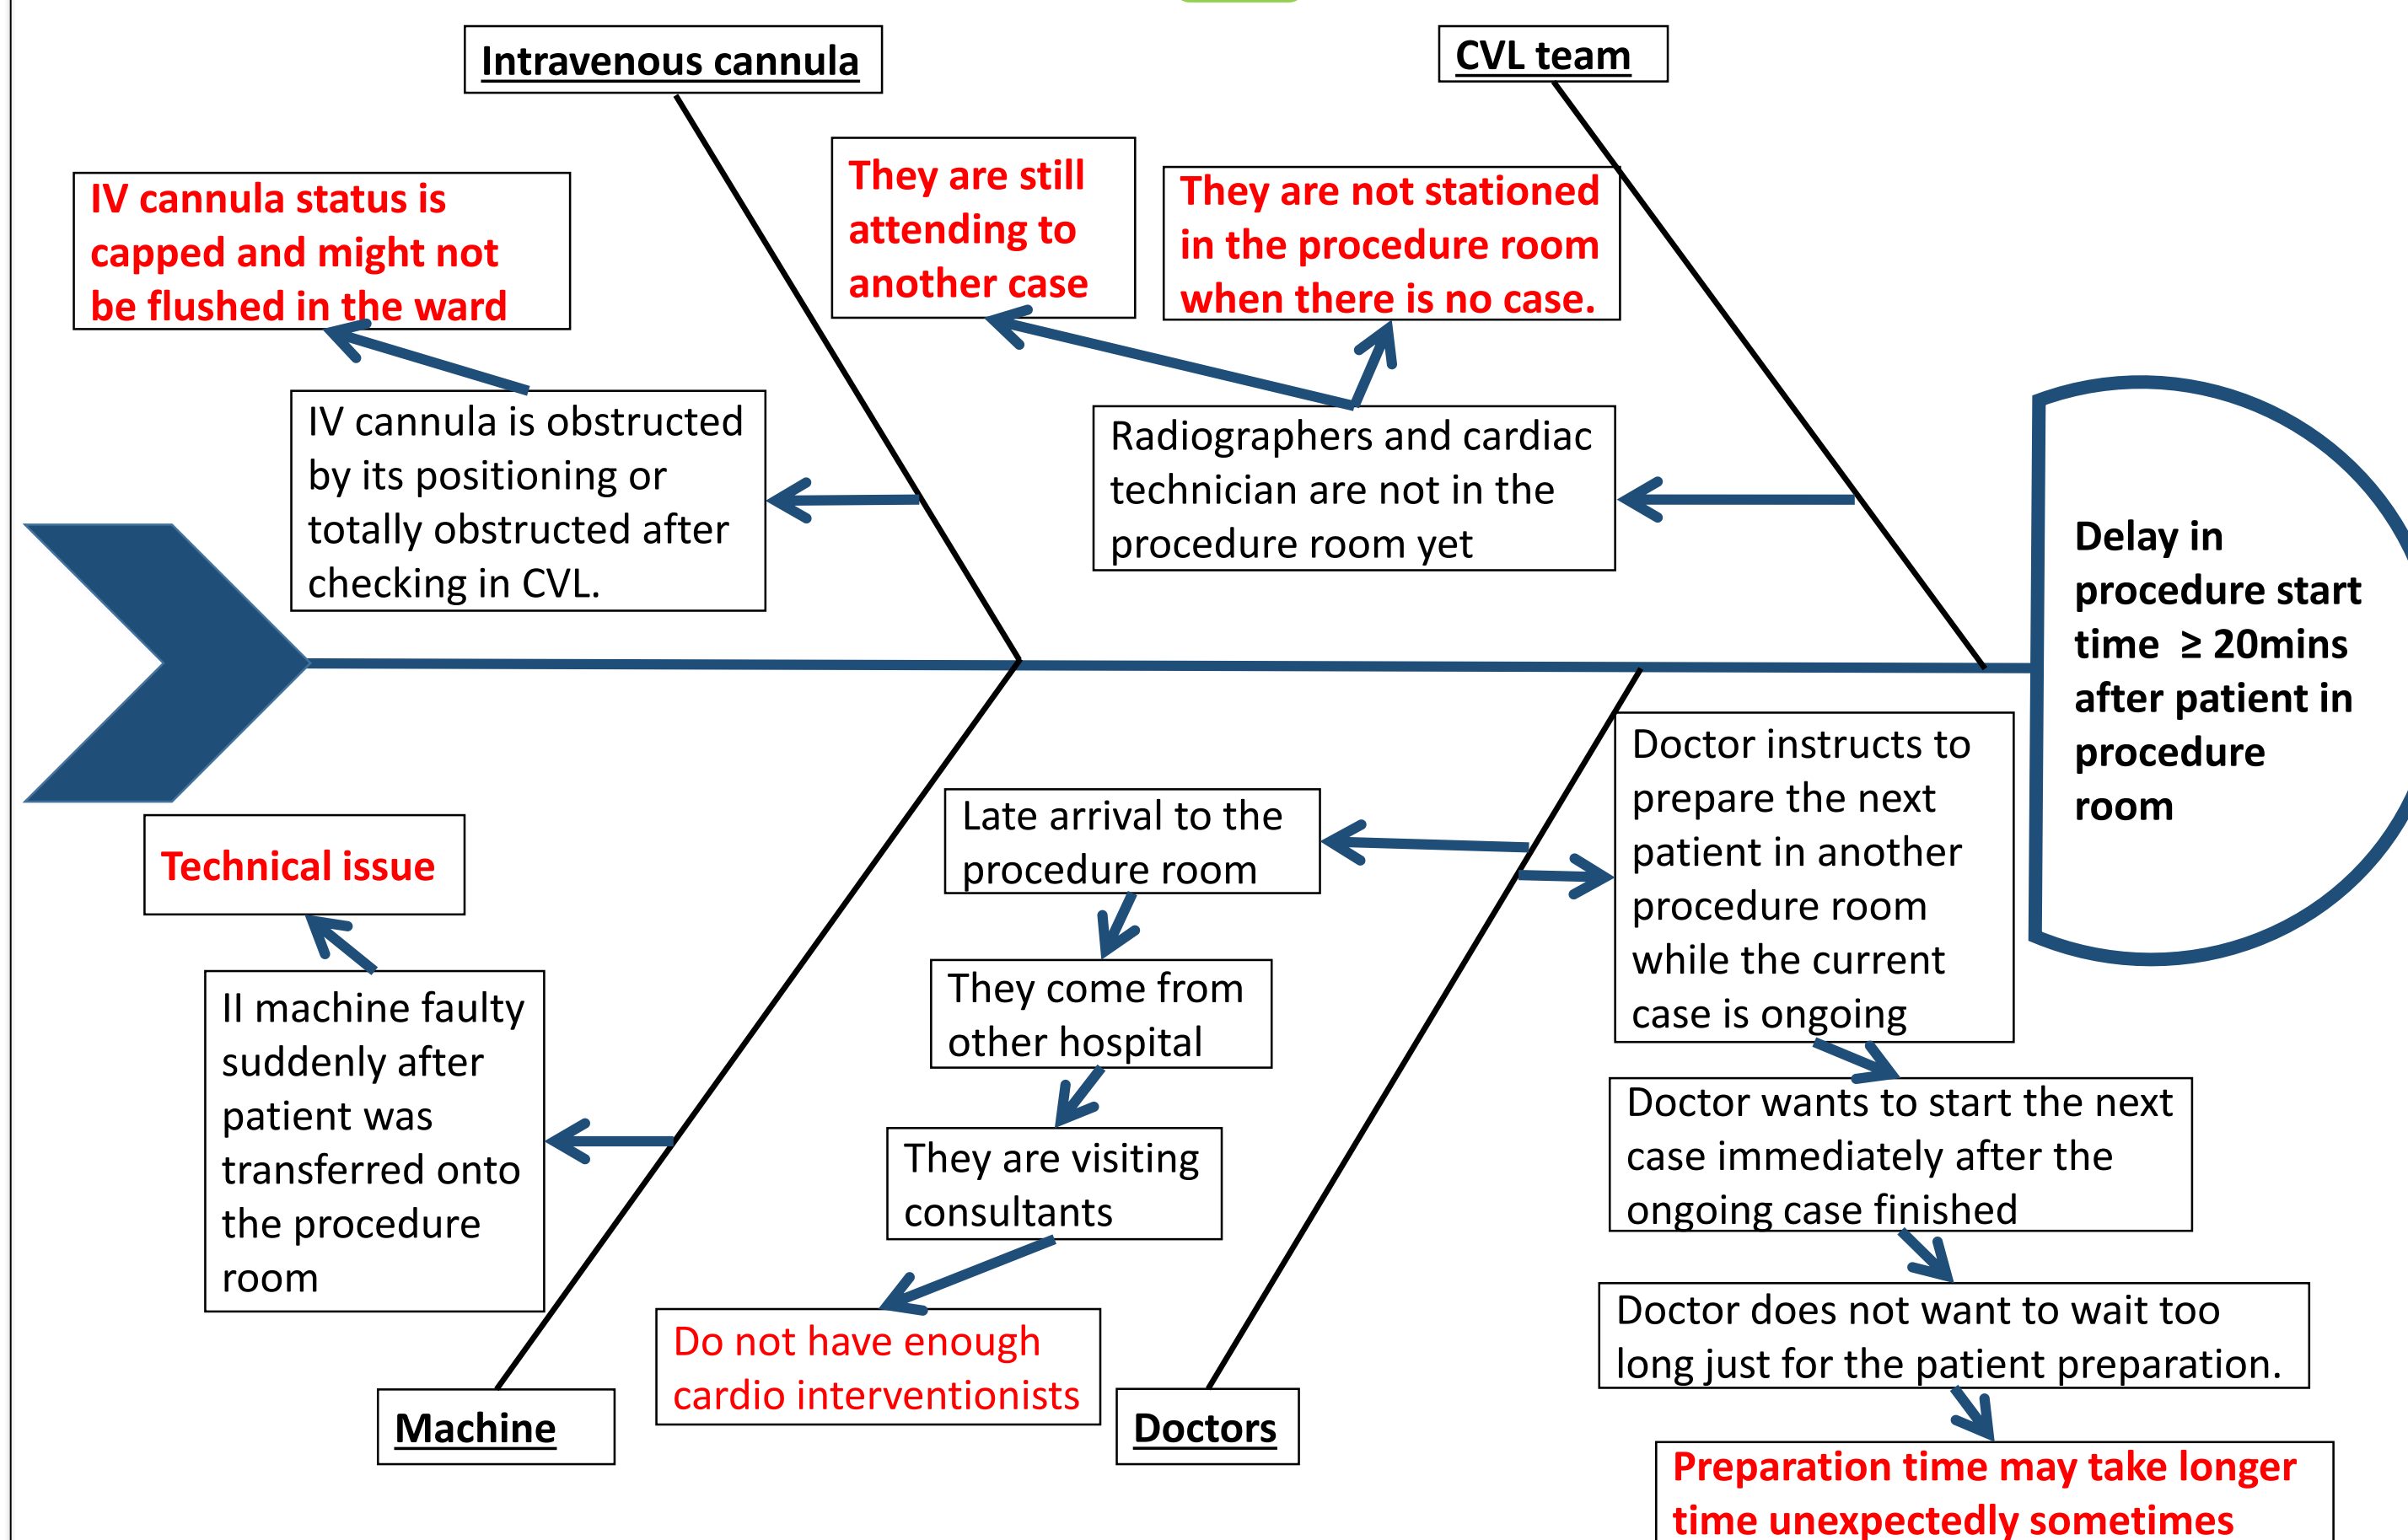 Intravenous cannula
CVL team
IV cannula status is
capped and might not
be flushed in the ward
They are still
attending to
another case
They are not stationed
in the procedure room
when there is no case.
IV cannula is obstructed
by its positioning or
totally obstructed after
checking in CVL.
Radiographers and cardiac
technician are not in the
procedure room yet
Delay in
procedure start
time ≥ 20mins
after patient in
procedure
room
Technical issue
II machine faulty
suddenly after
patient was
transferred onto
the procedure
room
Late arrival to the
procedure room
They come from
other hospital
They are visiting
consultants
Do not have enough
cardio interventionists
Doctor instructs to
prepare the next
patient in another
procedure room
while the current
case is ongoing
Doctor wants to start the next
case immediately after the
ongoing case finished
Doctor does not want to wait too
long just for the patient preparation.
Preparation time may take longer
time unexpectedly sometimes
Machine
Doctors